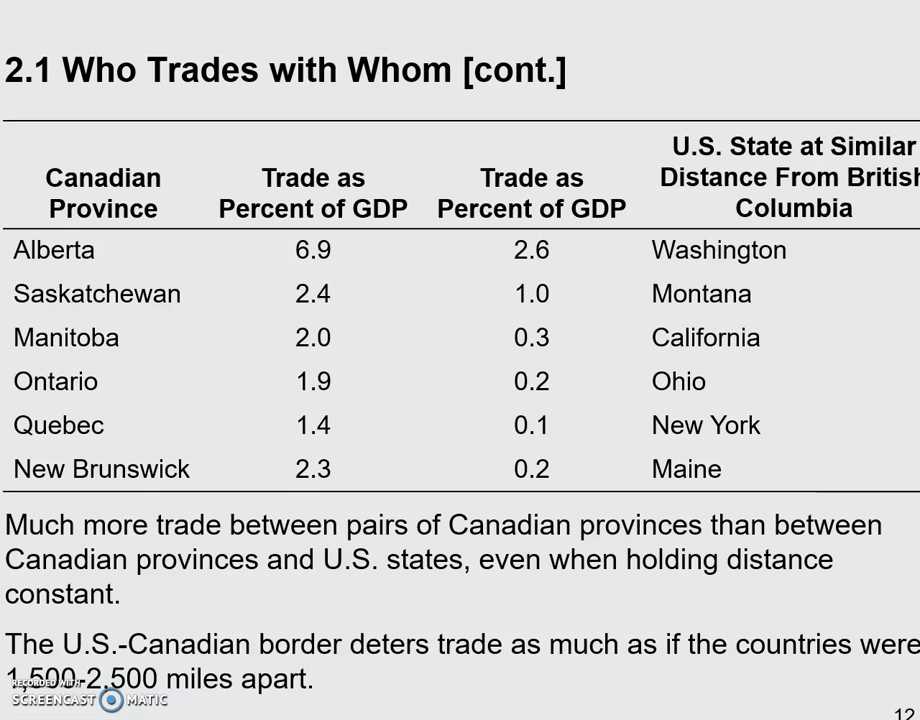 2.1 Who Trades with Whom [cont.]
Canadian Province Trade as Percent of GDP Trade as Percent of GDP U.S. State at Similar Distance From British Columbia
Alberta 6.9 2.6 Washington
Saskatchewan 2.4 1.0 Montana
Manitoba 2.0 0.3 California
Ontario 1.9 0.2 Ohio
Quebec 1.4 0.1 New York
New Brunswick 2.3 0.2 Maine
Much more trade between pairs of Canadian provinces than between
Canadian provinces and U.S. states, even when holding distance
constant.
The U.S.-Canadian border deters trade as much as if the countries were
1,500-2,500 miles apart.
RECORDED WITH
SCREENCAST MATIC
12